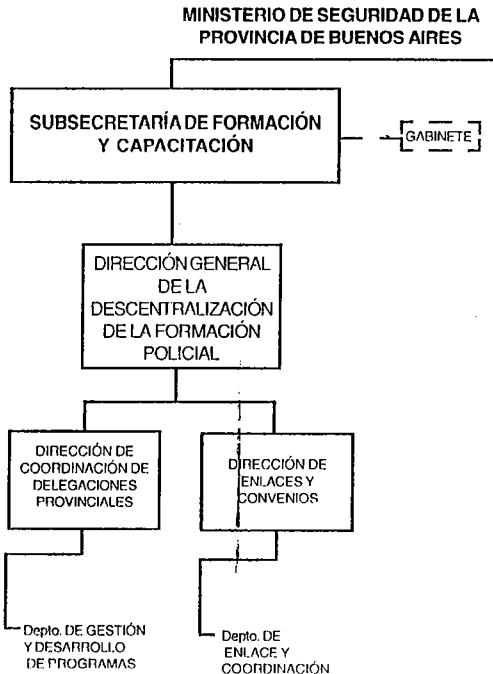 MINISTERIO DE SEGURIDAD DE LA
PROVINCIA DE BUENOS AIRES
SUBSECRETARÍA DE FORMACIÓN
Y CAPACITACIÓN
GABINETE
DIRECCIÓN GENERAL
DE LA
DESCENTRALIZACIÓN
DE LA FORMACIÓN
POLICIAL
DIRECCIÓN DE
COORDINACIÓN DE
DELEGACIONES
PROVINCIALES
DIRECCIÓN DE
ENLACES Y
CONVENIOS
Depto. DE GESTIÓN
Y DESARROLLO
DE PROGRAMAS
Depto. DE
ENLACE Y
COORDINACIÓN